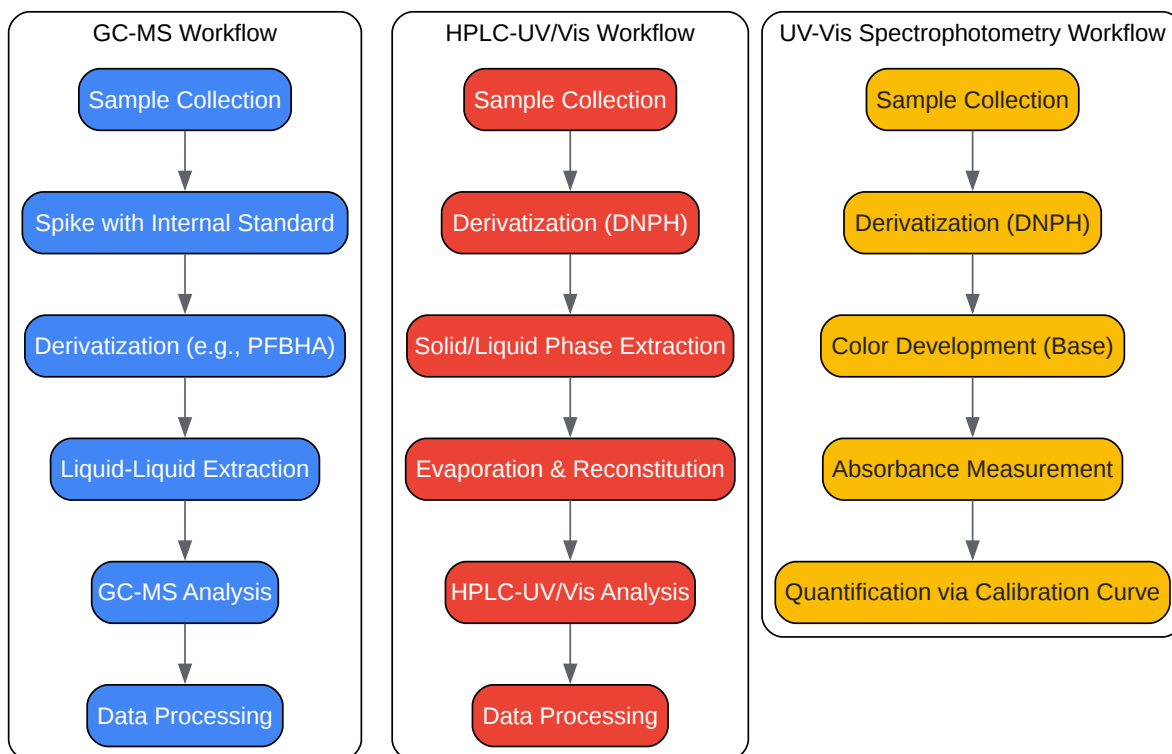 GC-MS Workflow
Sample Collection
Spike with Internal Standard
Derivatization (e.g., PFBHA)
Liquid-Liquid Extraction
GC-MS Analysis
Data Processing
HPLC-UV/Vis Workflow
Sample Collection
Derivatization (DNPH)
Solid/Liquid Phase Extraction
Evaporation & Reconstitution
HPLC-UV/Vis Analysis
Data Processing
UV-Vis Spectrophotometry Workflow
Sample Collection
Derivatization (DNPH)
Color Development (Base)
Absorbance Measurement
Quantification via Calibration Curve